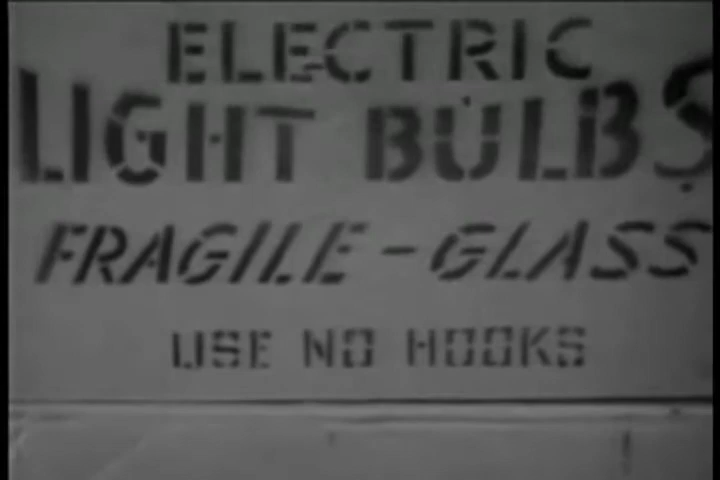 ELECTRIC
LIGHT BULBS
FRAGILE-GLASS
USE NO HOOKS